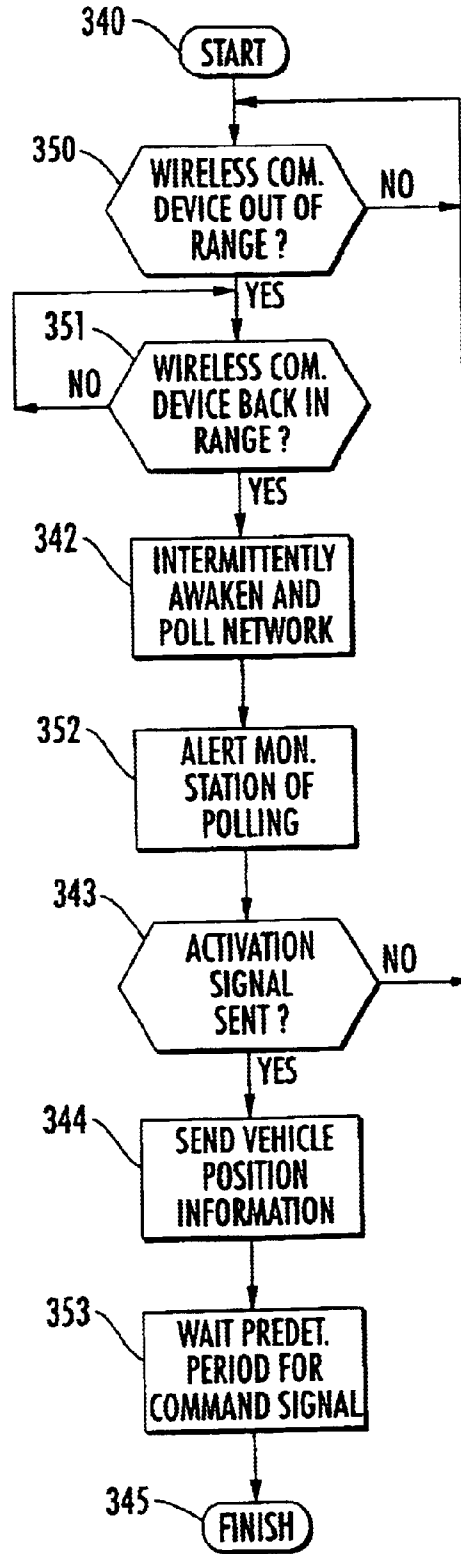 340
START
350
WIRELESS COM.
DEVICE OUT OF
RANGE ?
NO
YES
351
WIRELESS COM.
DEVICE BACK IN
RANGE ?
NO
YES
342
INTERMITTENTLY
AWAKEN AND
POLL NETWORK
352
ALERT MON.
STATION OF
POLLING
343
ACTIVATION
SIGNAL
SENT ?
NO
YES
344
SEND VEHICLE
POSITION
INFORMATION
353
WAIT PREDET.
PERIOD FOR
COMMAND SIGNAL
345
FINISH